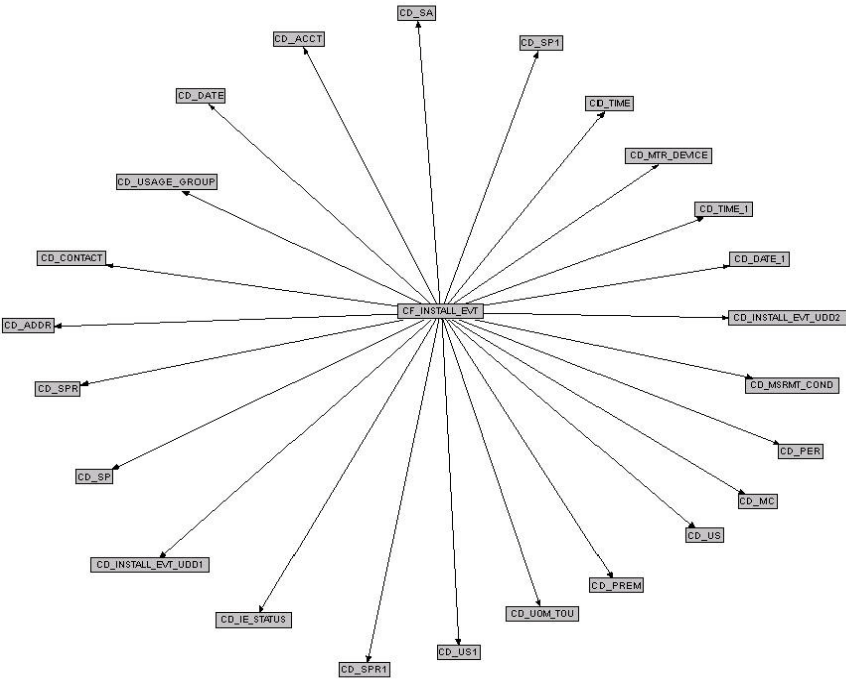 CD_SA
CD_ACCT
CD_SP1
CD_DATE
CD_TIME
CD_MTR_DEVICE
CD_USAGE_GROUP
CD_TIME_1
CD_CONTACT
CD_DATE_1
CF_INSTALL_EVT
CD_INSTALL_EVT_UDD2
CD_ADDR
CD_MSRMT_COND
CD_SPR
CD_PER
CD_SP
CD_MC
CD_US
CD_INSTALL_EVT_UDD1
CD_PREM
CD_UOM_TOU
CD_IE_STATUS
CD_US1
CD_SPR1